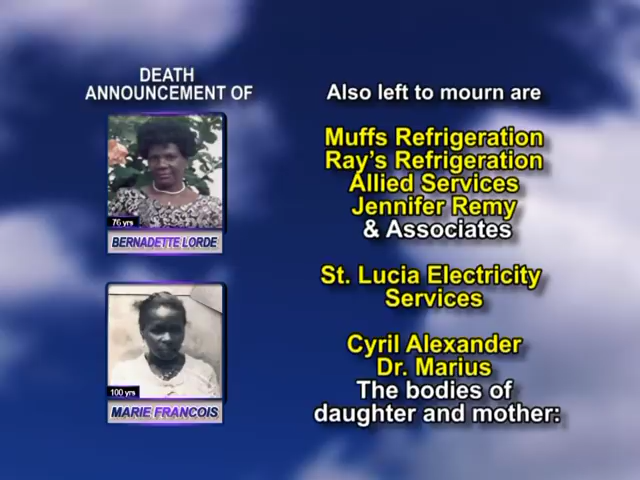 DEATH
ANNOUNCEMENT OF
76 yrs
BERNADETTE LORDE
100 yrs
MARIE FRANCOIS
Also left to mourn are
Muffs Refrigeration
Ray's Refrigeration
Allied Services
Jennifer Remy
& Associates
St. Lucia Electricity
Services
Cyril Alexander
Dr. Marius
The bodies of
daughter and mother: